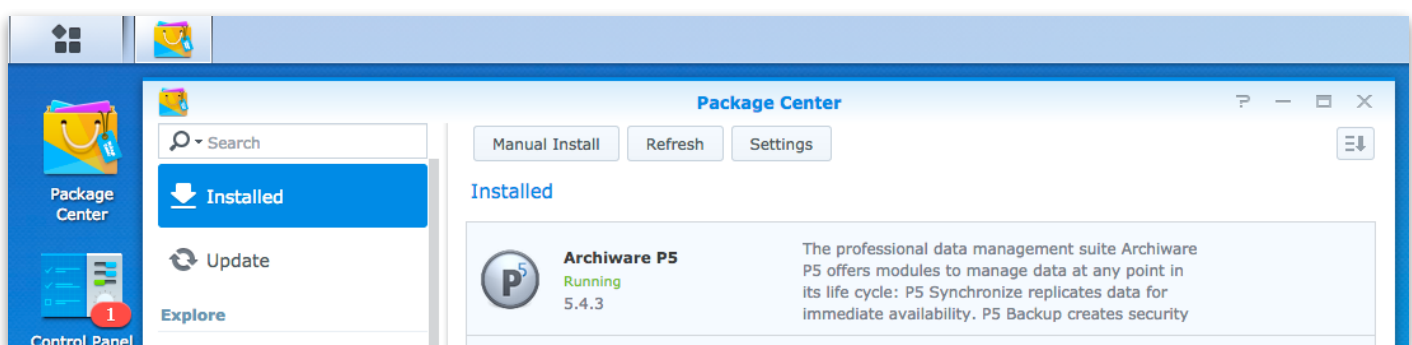 Package Center
? 
Search
Manual Install
Refresh
Settings
Package
Center
Installed
Installed
Update
P5
Archiware P5
Running
5.4.3
The professional data management suite Archiware
P5 offers modules to manage data at any point in
its life cycle: P5 Synchronize replicates data for
immediate availability. P5 Backup creates security
1
Explore
Control Panel